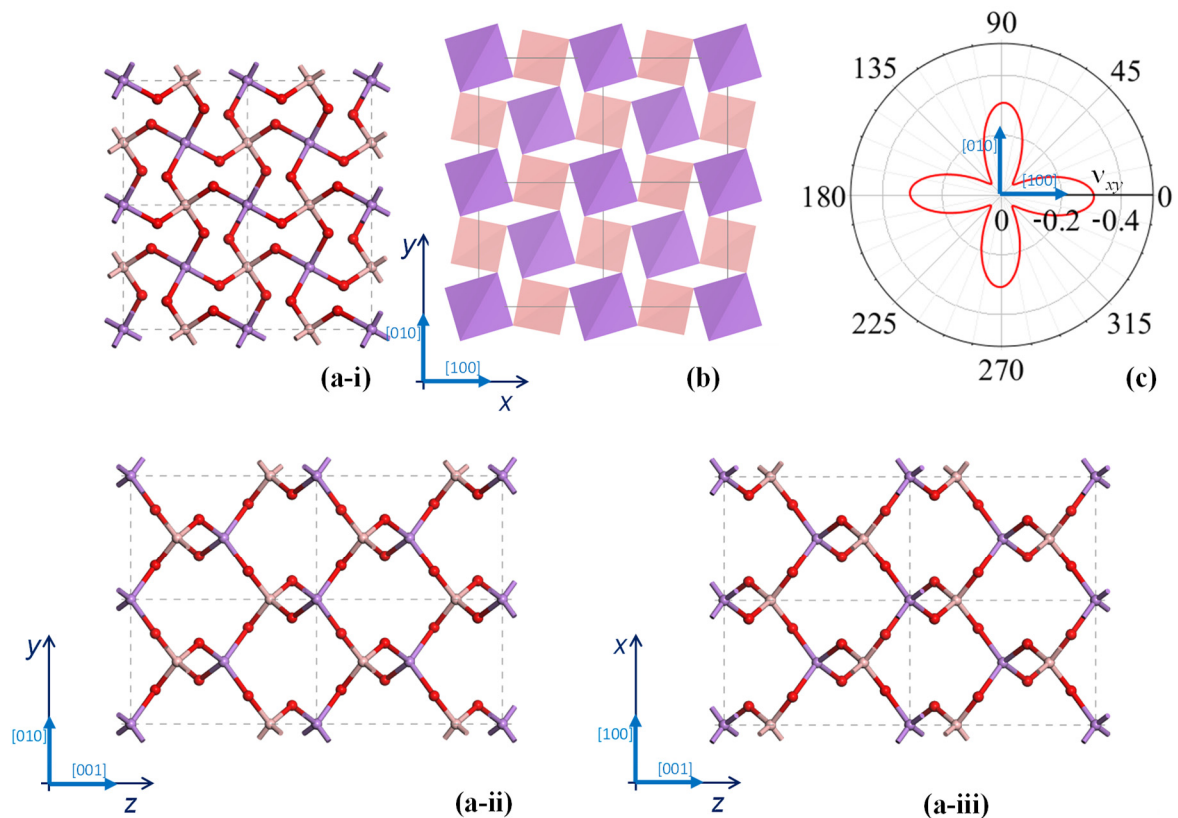 90
135
45
[010]
ν_xy
[100]
180
0
0
-0.2
-0.4
y
[010]
225
315
[100]
x
270
(a-i)
(b)
(c)
y
x
[010]
[001]
z
[100]
[001]
z
(a-ii)
(a-iii)